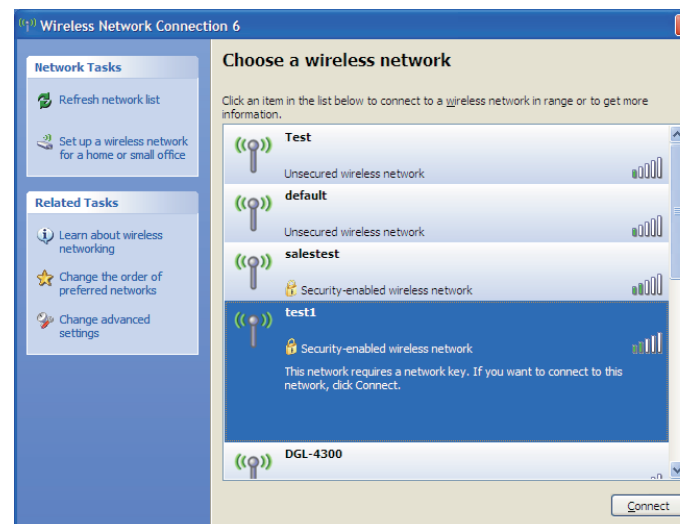 Wireless Network Connection 6
Network Tasks
Refresh network list
Set up a wireless network
for a home or small office
Related Tasks
Learn about wireless
networking
Change the order of
preferred networks
Change advanced
settings
Choose a wireless network
Click an item in the list below to connect to a wireless network in range or to get more
information.
Test
Unsecured wireless network
default
Unsecured wireless network
salestest
Security-enabled wireless network
test1
Security-enabled wireless network
This network requires a network key. If you want to connect to this
network, click Connect.
DGL-4300
Connect